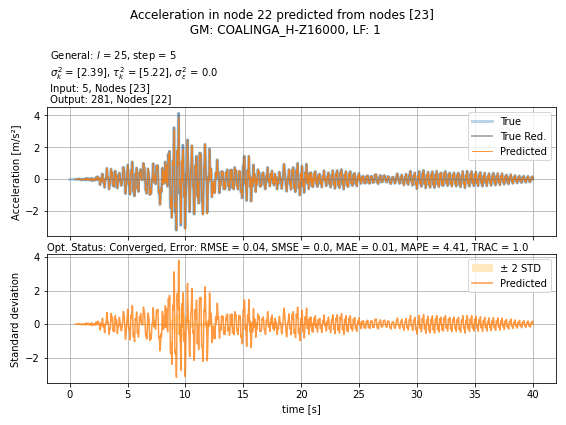 Acceleration in node 22 predicted from nodes [23]
GM: COALINGA_H-Z16000, LF: 1
General: l = 25, step = 5
σ²ₖ = [2.39], τ²ₖ = [5.22], σ²ε = 0.0
Input: 5, Nodes [23]
Output: 281, Nodes [22]
Acceleration [m/s²]
4
2
0
−2
True
True Red.
Predicted
Opt. Status: Converged, Error: RMSE = 0.04, SMSE = 0.0, MAE = 0.01, MAPE = 4.41, TRAC = 1.0
Standard deviation
4
2
0
−2
± 2 STD
Predicted
0 5 10 15 20 25 30 35 40
time [s]